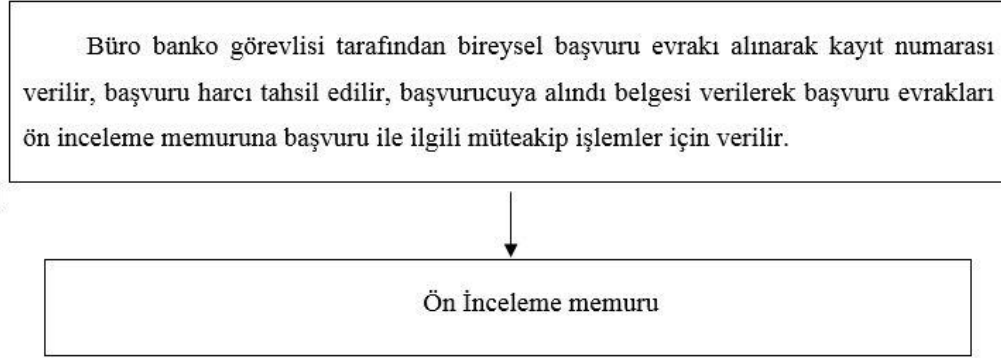 Büro banko görevlisi tarafından bireysel başvuru evrakı alınarak kayıt numarası
verilir, başvuru harcı tahsil edilir, başvurucuya alındı belgesi verilerek başvuru evrakları
ön inceleme memuruna başvuru ile ilgili müteakip işlemler için verilir.
Ön İnceleme memuru